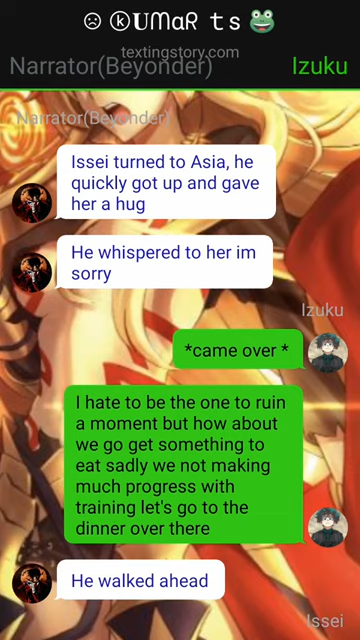 ☹ ⓚᑌᗰᗩᖇ ｔｓ 🐸
textingstory.com
Narrator(Beyonder)
Izuku
Narrator(Beyonder)
Issei turned to Asia, he
quickly got up and gave
her a hug
He whispered to her im
sorry
Izuku
*came over *
I hate to be the one to ruin
a moment but how about
we go get something to
eat sadly we not making
much progress with
training let's go to the
dinner over there
He walked ahead
Issei